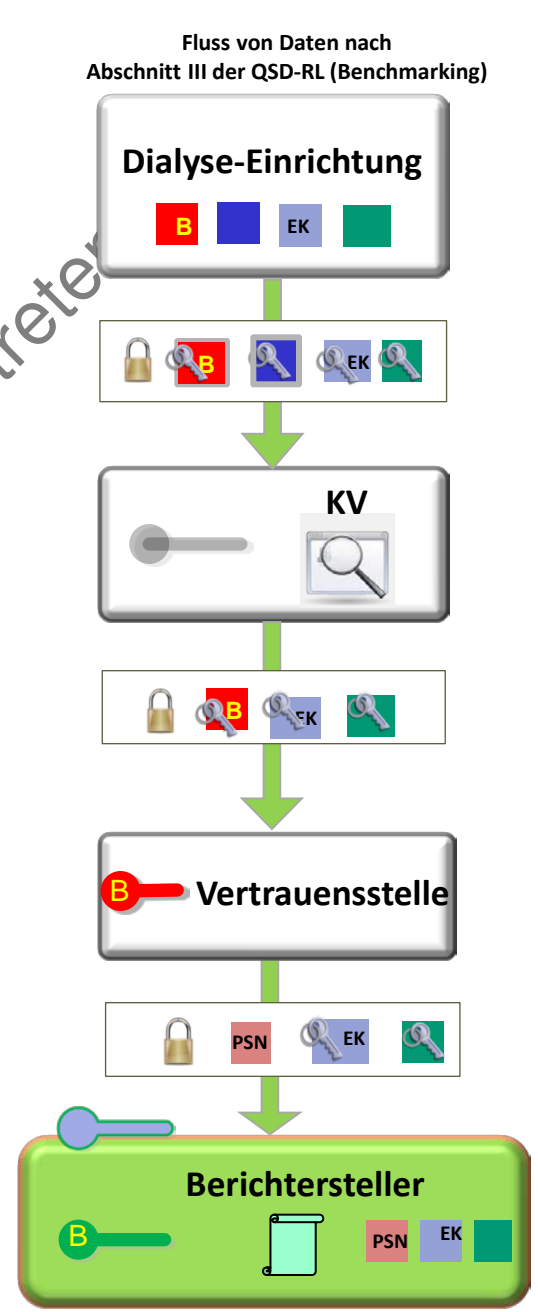 Fluss von Daten nach
Abschnitt III der QSD-RL (Benchmarking)
Dialyse-Einrichtung
B
EK
B
EK
KV
B
EK
B
Vertrauensstelle
PSN
EK
Berichtersteller
B
PSN
EK